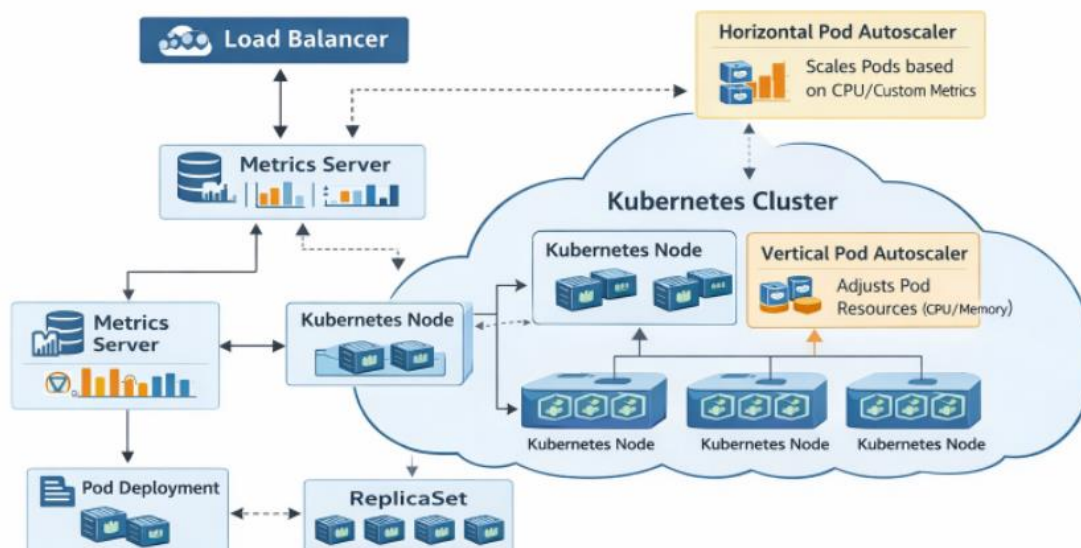 Load Balancer
Horizontal Pod Autoscaler
Scales Pods based
on CPU/Custom Metrics
Metrics Server
Kubernetes Cluster
Kubernetes Node
Vertical Pod Autoscaler
Adjusts Pod
Resources (CPU/Memory)
Kubernetes Node
Metrics
Server
Kubernetes Node
Kubernetes Node
Kubernetes Node
Pod Deployment
ReplicaSet